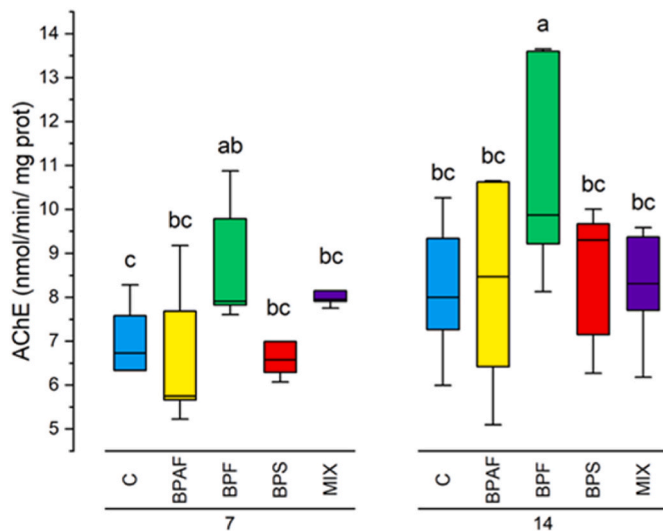 AChE (nmol/min/ mg prot)
14
13
12
11
10
9
8
7
6
5
c
bc
ab
bc
bc
bc
bc
a
bc
bc
C
BPAF
BPF
BPS
MIX
C
BPAF
BPF
BPS
MIX
7
14